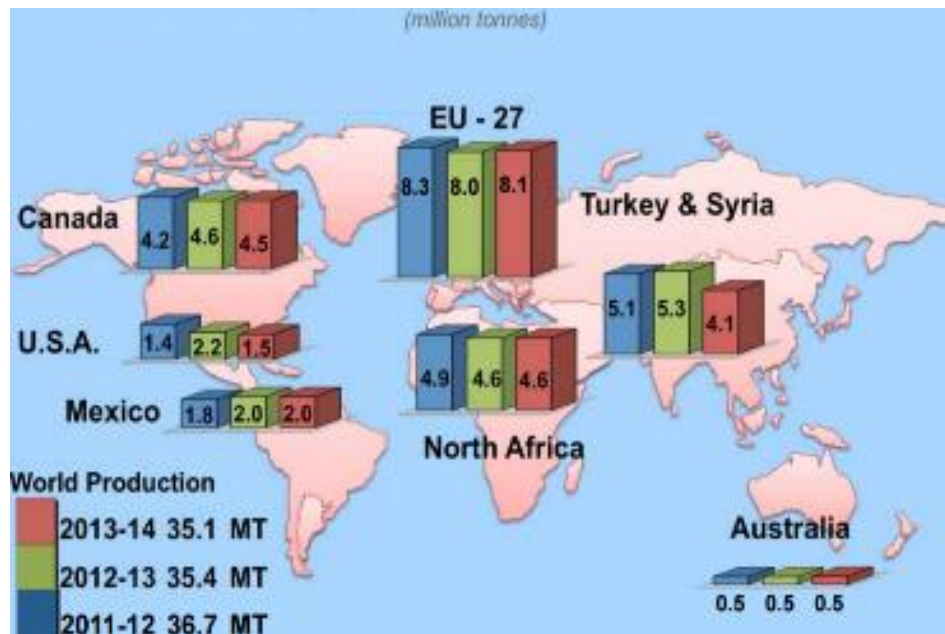 (million tonnes)
EU - 27
8.3 8.0 8.1
Turkey & Syria
Canada
4.2 4.6 4.5
5.1 5.3 4.1
U.S.A.
1.4 2.2 1.5
4.9 4.6 4.6
Mexico
1.8 2.0 2.0
North Africa
World Production
2013-14 35.1 MT
2012-13 35.4 MT
2011-12 36.7 MT
Australia
0.5 0.5 0.5